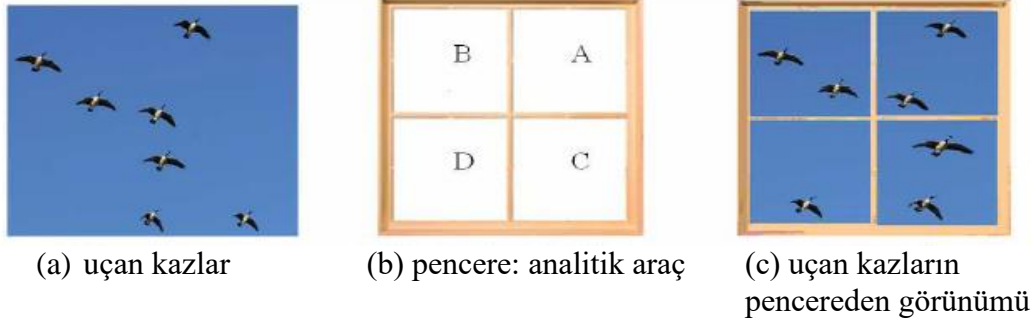 B A
D C
(a) uçan kazlar
(b) pencere: analitik araç
(c) uçan kazların
pencereden görünümü